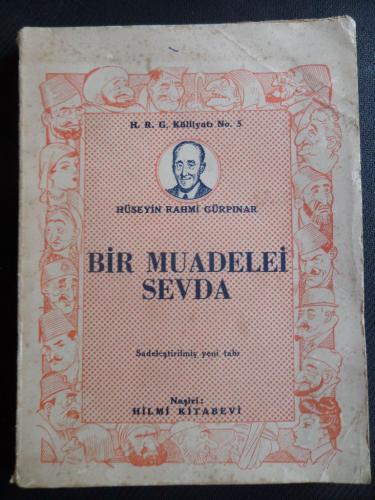 H. R. G. Külliyatı No. 5
HÜSEYİN RAHMİ GÜRPINAR
BİR MUADELEİ
SEVDA
Sadeleştirilmiş yeni tabı
Naşiri:
HİLMİ KİTABEVİ